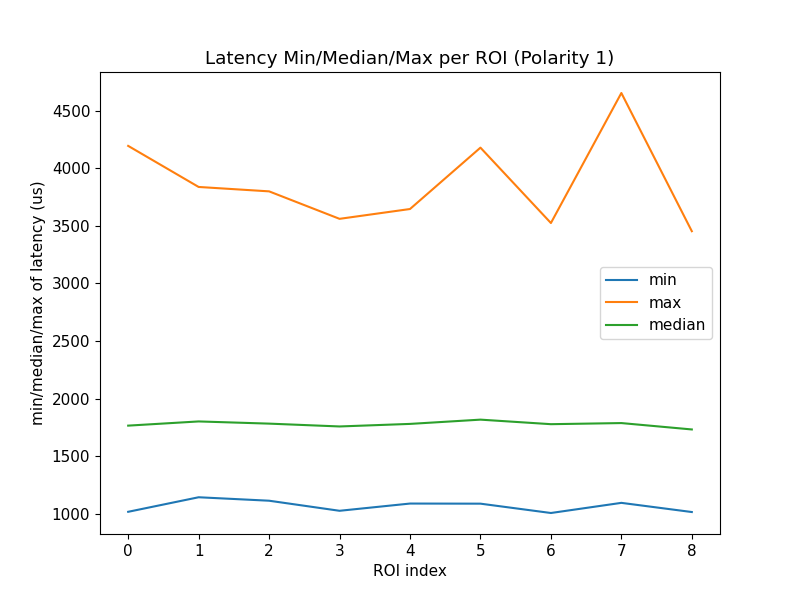 Latency Min/Median/Max per ROI (Polarity 1)
min/median/max of latency (us)
4500
4000
3500
3000
2500
2000
1500
1000
min
max
median
0 1 2 3 4 5 6 7 8
ROI index